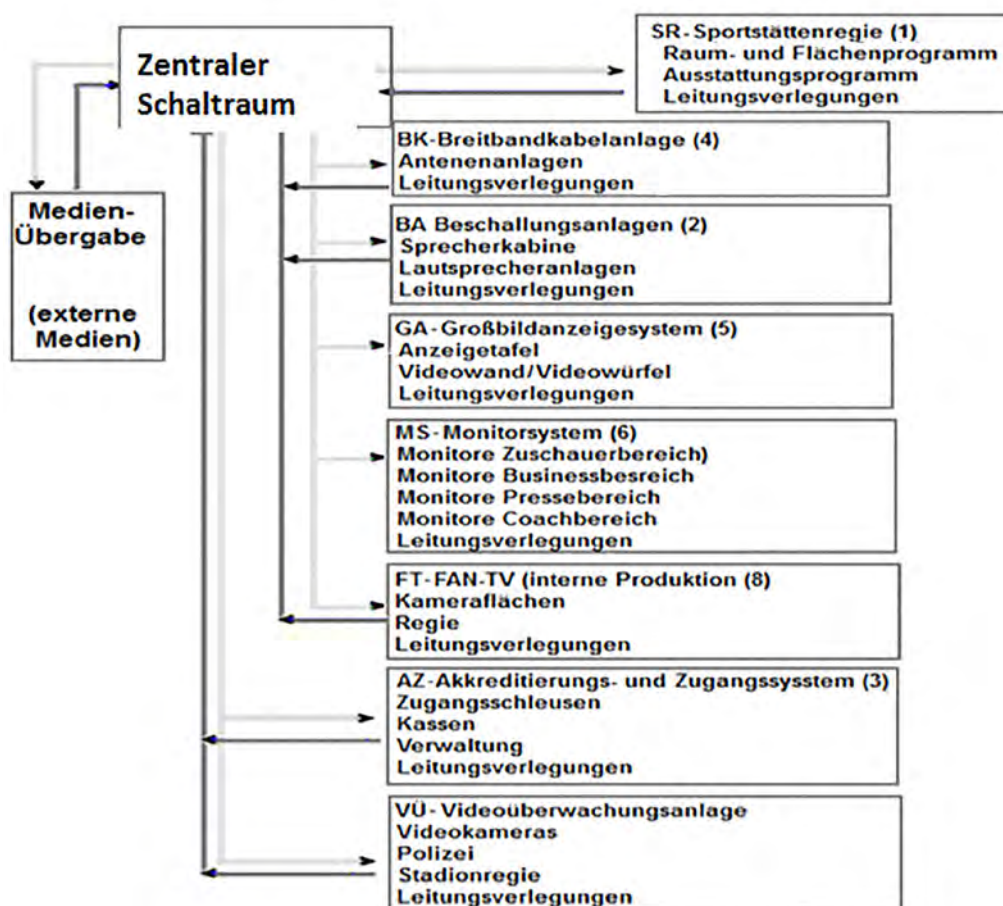 Zentraler
Schaltraum
SR-Sportstättenregie (1)
Raum- und Flächenprogramm
Ausstattungsprogramm
Leitungsverlegungen
Medien-
Übergabe
(externe
Medien)
BK-Breitbandkabelanlage (4)
Antenenanlagen
Leitungsverlegungen
BA Beschallungsanlagen (2)
Sprecherkabine
Lautsprecheranlagen
Leitungsverlegungen
GA-Großbildanzeigesystem (5)
Anzeigetafel
Videowand/Videowürfel
Leitungsverlegungen
MS-Monitorsystem (6)
Monitore Zuschauerbereich)
Monitore Businessbesreich
Monitore Pressebereich
Monitore Coachbereich
Leitungsverlegungen
FT-FAN-TV (interne Produktion (8)
Kameraflächen
Regie
Leitungsverlegungen
AZ-Akkreditierungs- und Zugangssysstem (3)
Zugangsschleusen
Kassen
Verwaltung
Leitungsverlegungen
VÜ-Videoüberwachungsanlage
Videokameras
Polizei
Stadionregie
Leitungsverlegungen